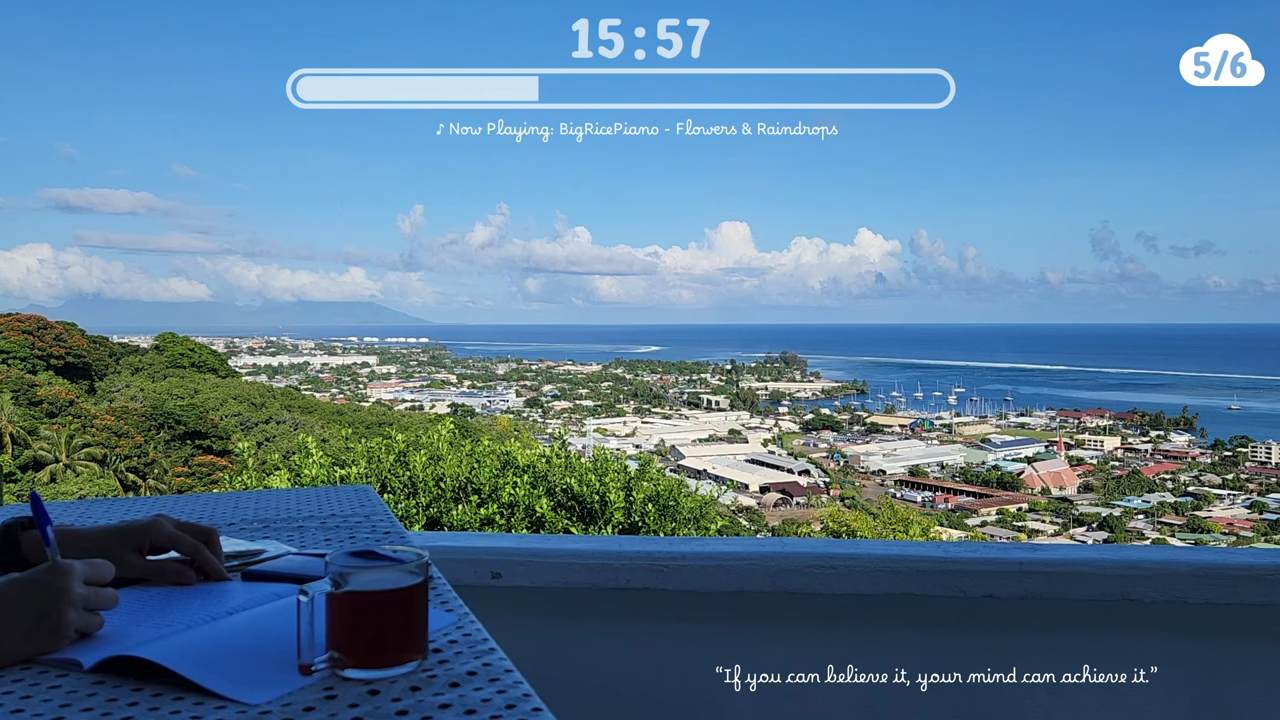 15:57
5/6
♪ Now Playing: BigRicePiano - Flowers & Raindrops
“If you can believe it, your mind can achieve it.”